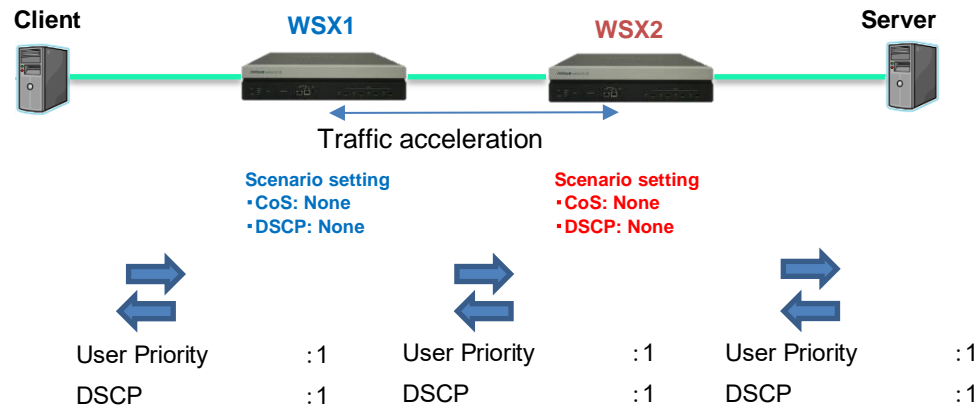 Client
WSX1
WSX2
Server
Traffic acceleration
Scenario setting
・CoS: None
・DSCP: None
Scenario setting
・CoS: None
・DSCP: None
User Priority :1
DSCP :1
User Priority :1
DSCP :1
User Priority :1
DSCP :1